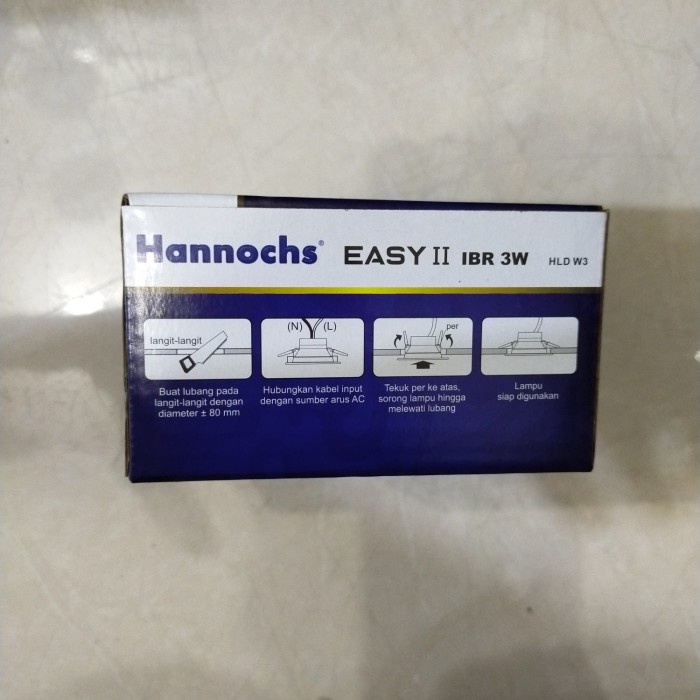 Hannochs® EASY II IBR 3W HLD W3
langit-langit
Buat lubang pada
langit-langit dengan
diameter ± 80 mm
(N) (L)
Hubungkan kabel input
dengan sumber arus AC
per
Tekuk per ke atas,
sorong lampu hingga
melewati lubang
Lampu
siap digunakan